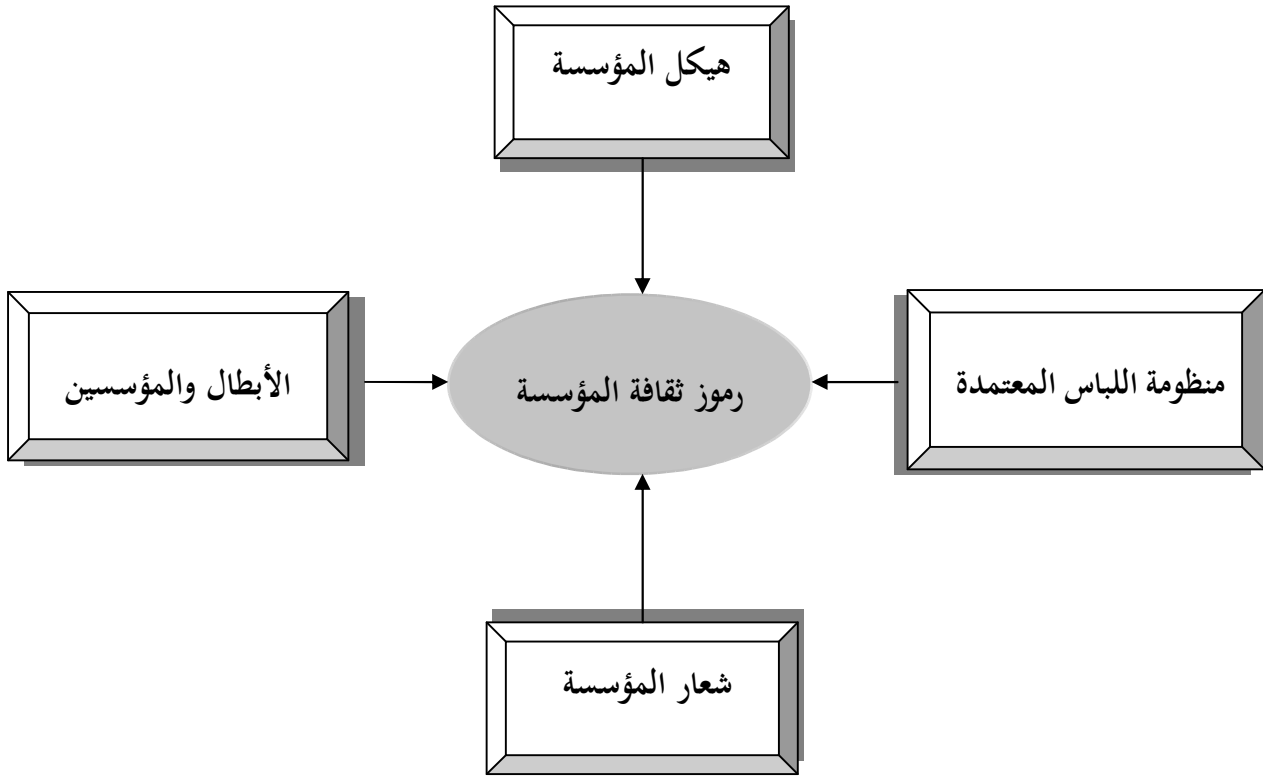 هيكل المؤسسة
منظومة اللباس المعتمدة
رموز ثقافة المؤسسة
الأبطال والمؤسسين
شعار المؤسسة